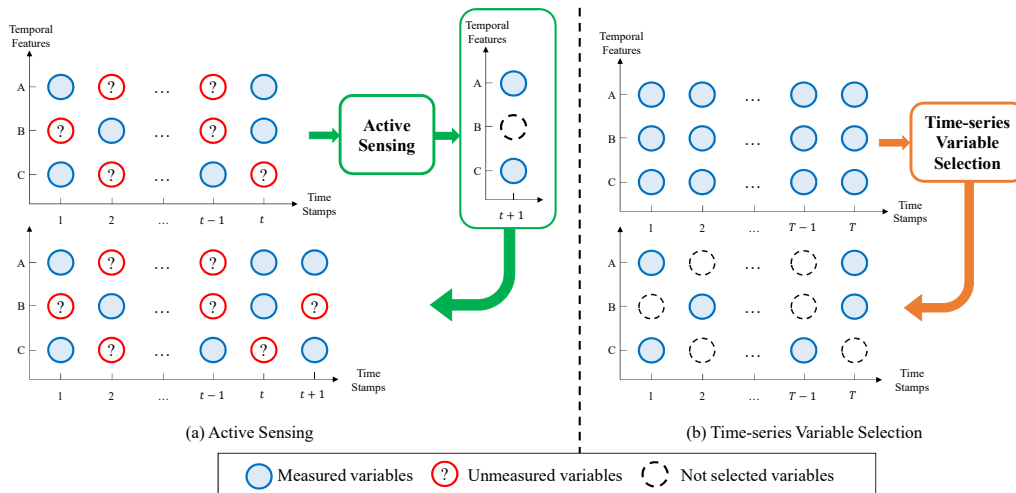 Temporal
Features
A ? … ?
B ? … ?
C ? … ?
1 2 … t − 1 t
Time
Stamps
Active
Sensing
Temporal
Features
A
B
C
t + 1
A ? … ?
B ? … ? ?
C ? … ?
1 2 … t − 1 t t + 1
Time
Stamps
(a) Active Sensing
Temporal
Features
A …
B …
C …
1 2 … T − 1 T
Time
Stamps
Time-series
Variable
Selection
A …
B …
C …
1 2 … T − 1 T
Time
Stamps
(b) Time-series Variable Selection
Measured variables ? Unmeasured variables Not selected variables